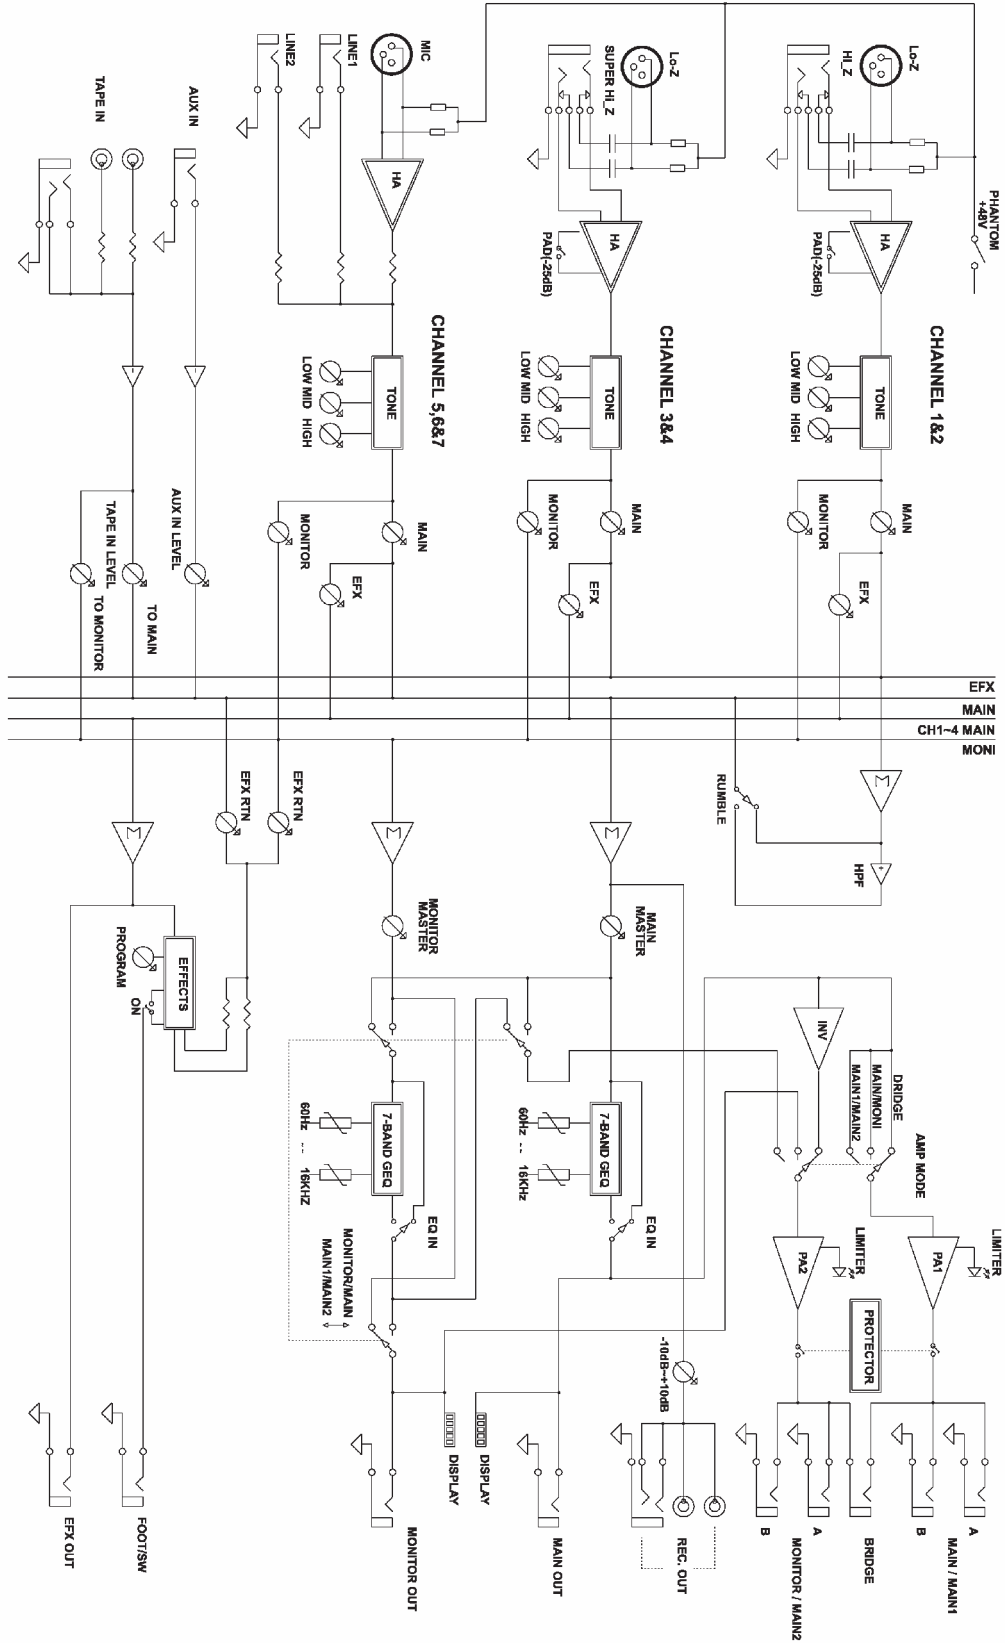 PHANTOM
+48V
Lo-Z
Hi_Z
HA
PAD(-25dB)
CHANNEL 1&2
TONE
LOW MID HIGH
MAIN
MONITOR
EFX
Lo-Z
SUPER Hi_Z
HA
PAD(-25dB)
CHANNEL 3&4
TONE
LOW MID HIGH
MAIN
MONITOR
EFX
MIC
LINE1
LINE2
HA
CHANNEL 5,6&7
TONE
LOW MID HIGH
MAIN
MONITOR
EFX
AUX IN
TAPE IN
AUX IN LEVEL
TAPE IN LEVEL
TO MAIN
TO MONITOR
EFX
MAIN
CH1~4 MAIN
MONI
Σ
HPF
RUMBLE
Σ
MAIN
MASTER
Σ
MONITOR
MASTER
EFX RTN
EFX RTN
Σ
EFFECTS
PROGRAM
ON
INV
DRIDGE
MAIN/MONI
MAIN1/MAIN2
AMP MODE
7-BAND GEQ
60Hz -- 16KHz
EQ IN
7-BAND GEQ
60Hz -- 16KHZ
EQ IN
MONITOR/MAIN
MAIN1/MAIN2
LIMITER
PA1
LIMITER
PA2
PROTECTOR
-10dB~+10dB
DISPLAY
DISPLAY
A
B
MAIN / MAIN1
BRIDGE
A
B
MONITOR / MAIN2
REC. OUT
MAIN OUT
MONITOR OUT
FOOT/SW
EFX OUT